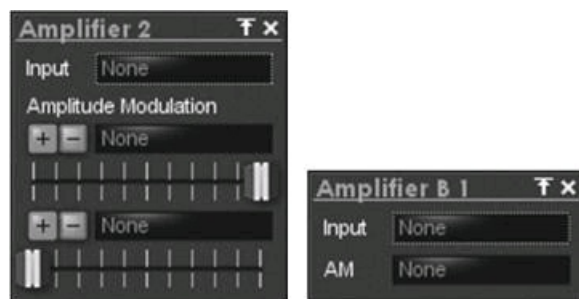 Amplifier 2
Input None
Amplitude Modulation
+ - None
+ - None
Amplifier B 1
Input None
AM None